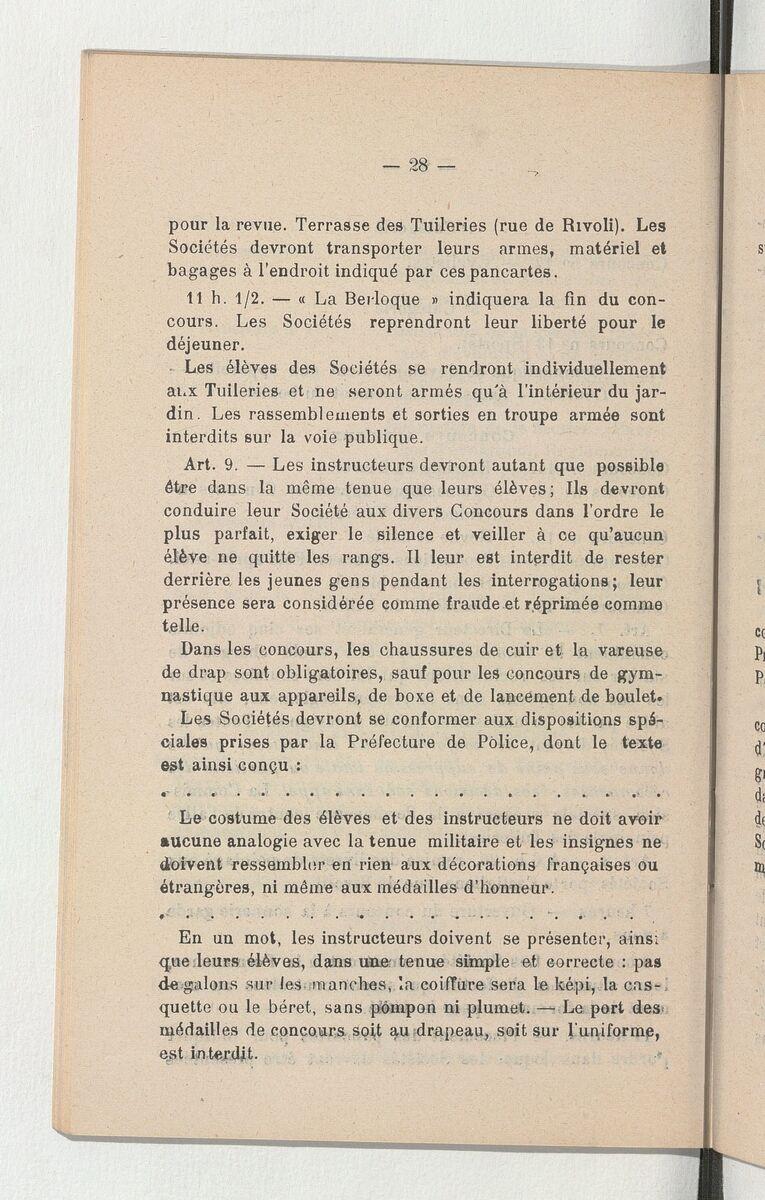 — 28 —
pour la revue. Terrasse des Tuileries (rue de Rivoli). Les
Sociétés devront transporter leurs armes, matériel et
bagages à l'endroit indiqué par ces pancartes.
11 h. 1/2. — « La Berloque » indiquera la fin du con-
cours. Les Sociétés reprendront leur liberté pour le
déjeuner.
Les élèves des Sociétés se rendront individuellement
aux Tuileries et ne seront armés qu'à l'intérieur du jar-
din. Les rassemblements et sorties en troupe armée sont
interdits sur la voie publique.
Art. 9. — Les instructeurs devront autant que possible
être dans la même tenue que leurs élèves; Ils devront
conduire leur Société aux divers Concours dans l'ordre le
plus parfait, exiger le silence et veiller à ce qu'aucun
élève ne quitte les rangs. Il leur est interdit de rester
derrière les jeunes gens pendant les interrogations; leur
présence sera considérée comme fraude et réprimée comme
telle.
Dans les concours, les chaussures de cuir et la vareuse
de drap sont obligatoires, sauf pour les concours de gym-
nastique aux appareils, de boxe et de lancement de boulet.
Les Sociétés devront se conformer aux dispositions spé-
ciales prises par la Préfecture de Police, dont le texte
est ainsi conçu :
. . . . . . . . . . . . . . . . . . . . .
Le costume des élèves et des instructeurs ne doit avoir
aucune analogie avec la tenue militaire et les insignes ne
doivent ressembler en rien aux décorations françaises ou
étrangères, ni même aux médailles d'honneur.
. . . . . . . . . . . . . . . . . . . . .
En un mot, les instructeurs doivent se présenter, ainsi
que leurs élèves, dans une tenue simple et correcte : pas
de galons sur les manches, la coiffure sera le képi, la cas-
quette ou le béret, sans pompon ni plumet. — Le port des
médailles de concours soit au drapeau, soit sur l'uniforme,
est interdit.